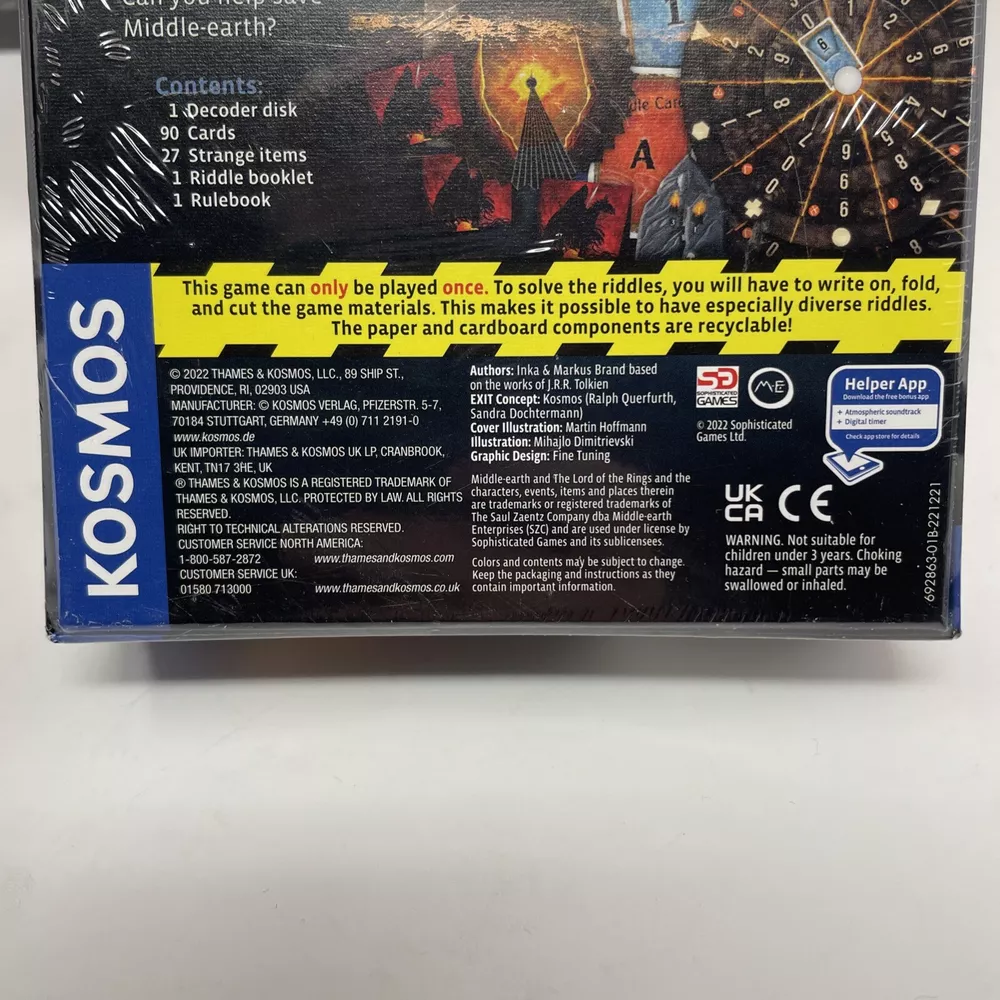 Can you help save
Middle-earth?
Contents:
1 Decoder disk
90 Cards
27 Strange items
1 Riddle booklet
1 Rulebook
1
A
6
This game can only be played once. To solve the riddles, you will have to write on, fold,
and cut the game materials. This makes it possible to have especially diverse riddles.
The paper and cardboard components are recyclable!
KOSMOS
© 2022 THAMES & KOSMOS, LLC., 89 SHIP ST.,
PROVIDENCE, RI, 02903 USA
MANUFACTURER: © KOSMOS VERLAG, PFIZERSTR. 5-7,
70184 STUTTGART, GERMANY +49 (0) 711 2191-0
www.kosmos.de
UK IMPORTER: THAMES & KOSMOS UK LP, CRANBROOK,
KENT, TN17 3HE, UK
® THAMES & KOSMOS IS A REGISTERED TRADEMARK OF
THAMES & KOSMOS, LLC. PROTECTED BY LAW. ALL RIGHTS
RESERVED.
RIGHT TO TECHNICAL ALTERATIONS RESERVED.
CUSTOMER SERVICE NORTH AMERICA:
1-800-587-2872 www.thamesandkosmos.com
CUSTOMER SERVICE UK:
01580 713000 www.thamesandkosmos.co.uk
Authors: Inka & Markus Brand based
on the works of J.R.R. Tolkien
EXIT Concept: Kosmos (Ralph Querfurth,
Sandra Dochtermann)
Cover Illustration: Martin Hoffmann
Illustration: Mihajlo Dimitrievski
Graphic Design: Fine Tuning
Middle-earth and The Lord of the Rings and the
characters, events, items and places therein
are trademarks or registered trademarks of
The Saul Zaentz Company dba Middle-earth
Enterprises (SZC) and are used under license by
Sophisticated Games and its sublicensees.
Colors and contents may be subject to change.
Keep the packaging and instructions as they
contain important information.
SG
SOPHISTICATED
GAMES
ME
© 2022 Sophisticated
Games Ltd.
Helper App
Download the free bonus app
+ Atmospheric soundtrack
+ Digital timer
Check app store for details
UK
CA CE
WARNING. Not suitable for
children under 3 years. Choking
hazard — small parts may be
swallowed or inhaled.
692863-01B-221221